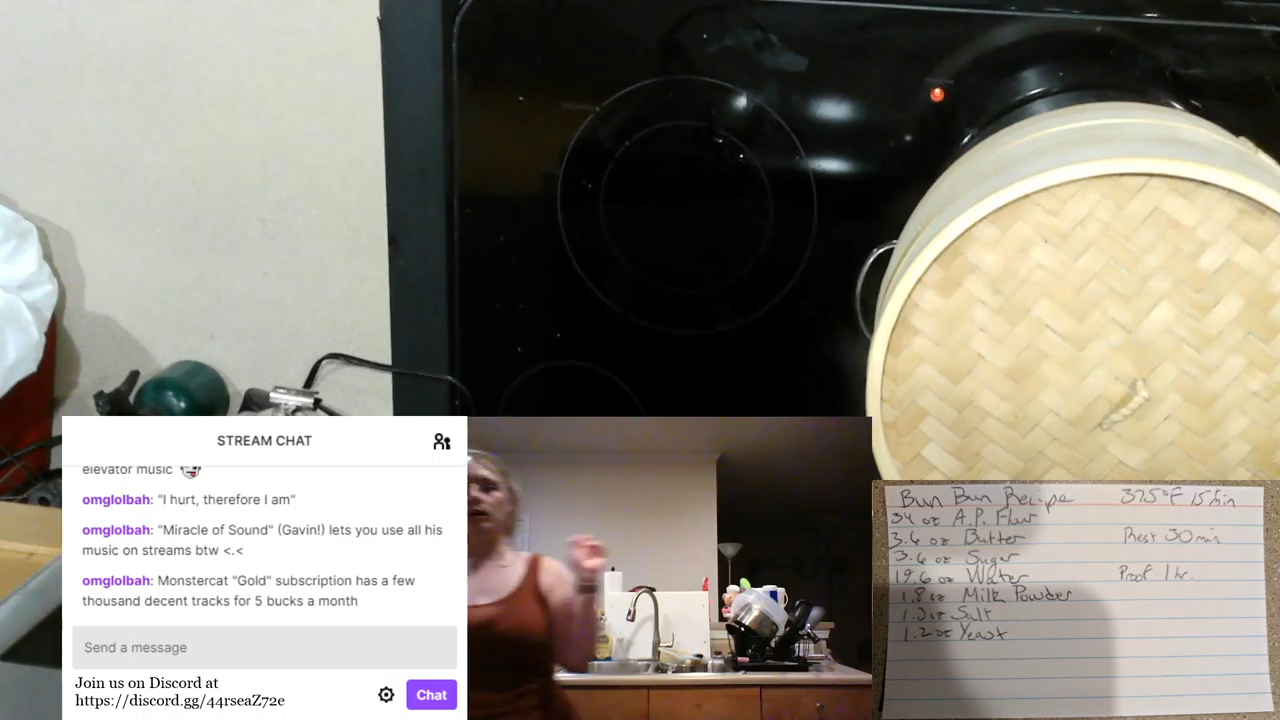 STREAM CHAT
elevator music
omglolbah: "I hurt, therefore I am"
omglolbah: "Miracle of Sound" (Gavin!) lets you use all his
music on streams btw <.<
omglolbah: Monstercat "Gold" subscription has a few
thousand decent tracks for 5 bucks a month
Send a message
Join us on Discord at
https://discord.gg/44rseaZ72e
Chat
Bun Bun Recipe 375°F 15 min
34 oz A.P. Flour
3.6 oz Butter Rest 30 min
3.6 oz Sugar
19.6 oz Water Proof 1 hr.
1.8 oz Milk Powder
oz Salt
1.2 oz Yeast